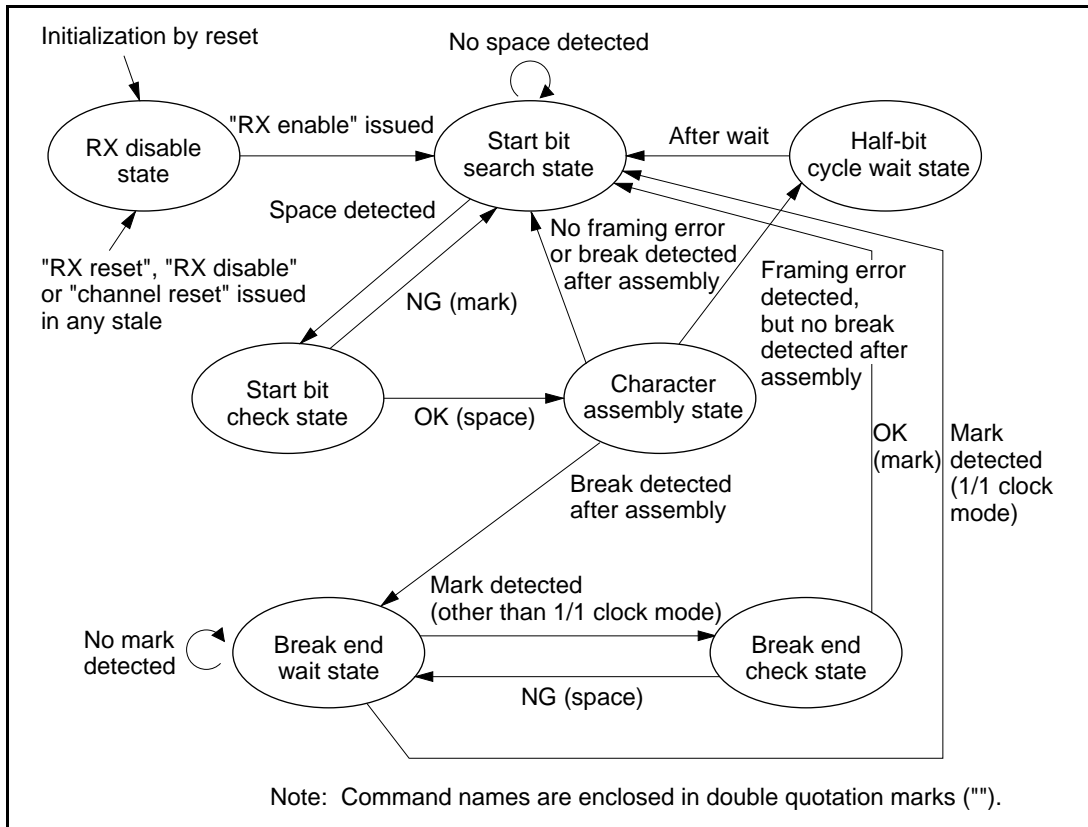 Initialization by reset
No space detected
"RX enable" issued
RX disable
state
Start bit
search state
After wait
Half-bit
cycle wait state
Space detected
No framing error
or break detected
after assembly
"RX reset", "RX disable"
or "channel reset" issued
in any stale
NG (mark)
Framing error
detected,
but no break
detected after
assembly
Start bit
check state
OK (space)
Character
assembly state
OK
(mark)
Mark
detected
(1/1 clock
mode)
Break detected
after assembly
Mark detected
(other than 1/1 clock mode)
No mark
detected
Break end
wait state
Break end
check state
NG (space)
Note: Command names are enclosed in double quotation marks ("").